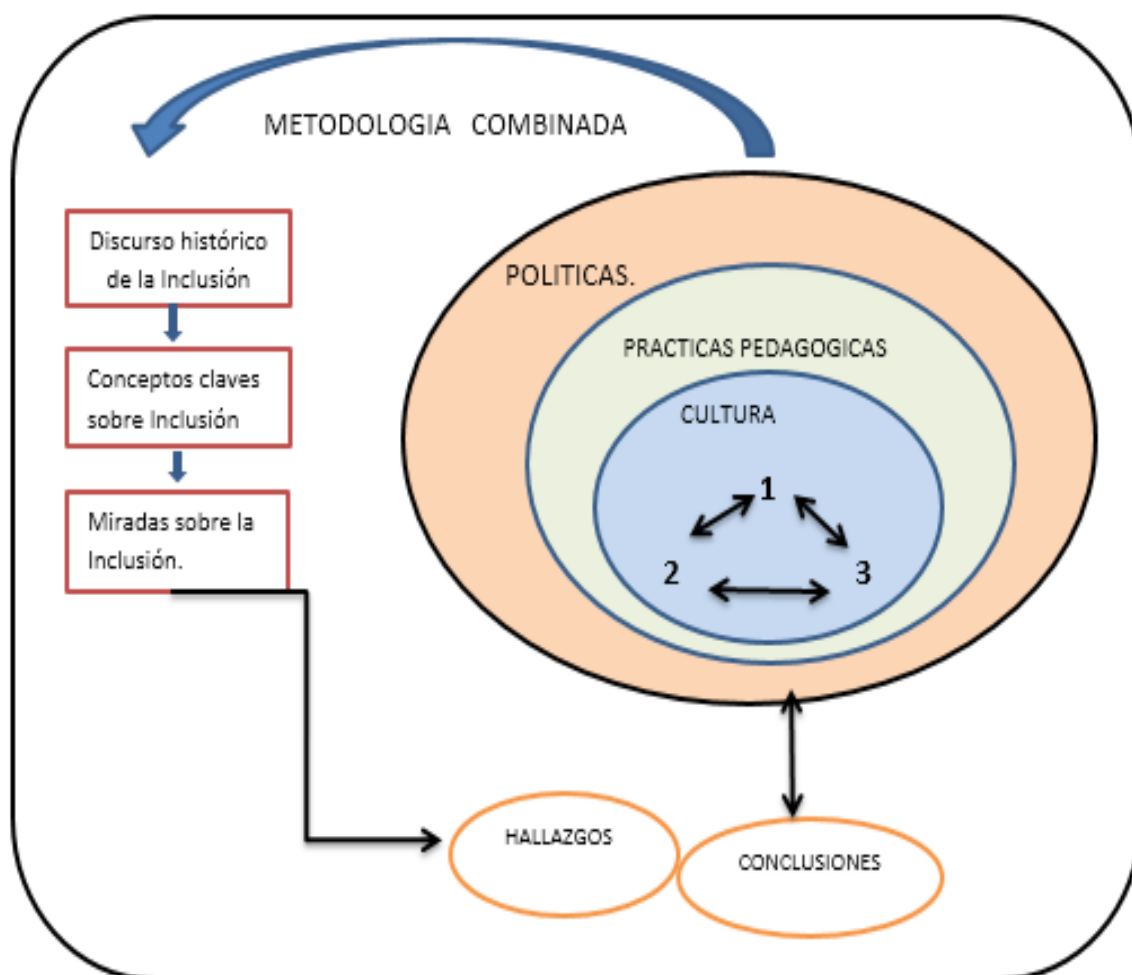 METODOLOGIA COMBINADA
Discurso histórico
de la Inclusión
Conceptos claves
sobre Inclusión
Miradas sobre la
Inclusión.
POLITICAS.
PRACTICAS PEDAGOGICAS
CULTURA
1
2
3
HALLAZGOS
CONCLUSIONES